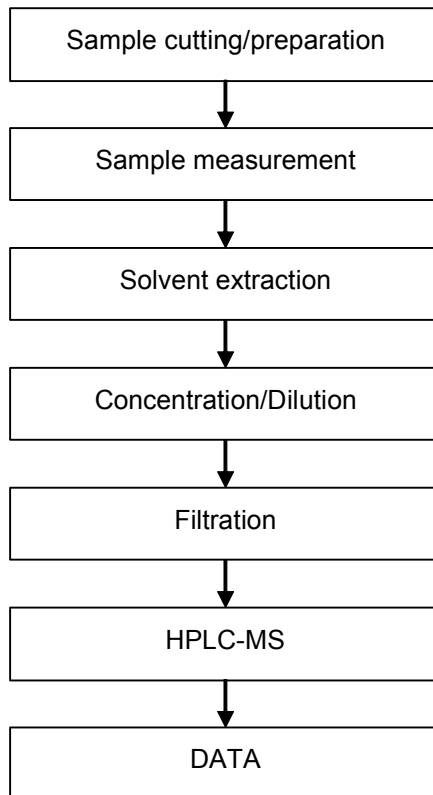 Sample cutting/preparation
Sample measurement
Solvent extraction
Concentration/Dilution
Filtration
HPLC-MS
DATA